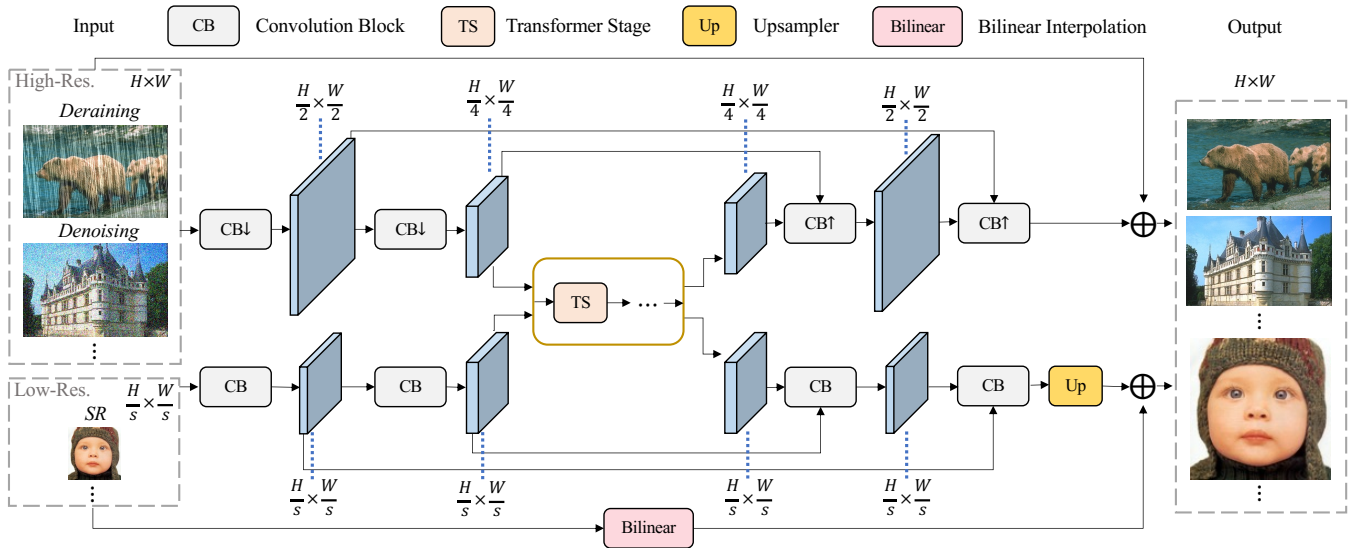 Input CB Convolution Block TS Transformer Stage Up Upsampler Bilinear Bilinear Interpolation Output
High-Res. H×W
Deraining
Denoising
⋮
Low-Res. H/s × W/s
SR
⋮
H/2 × W/2 H/4 × W/4 H/4 × W/4 H/2 × W/2
CB↓ CB↓ CB↑ CB↑ ⊕
TS ...
CB CB CB CB Up ⊕
H/s × W/s H/s × W/s H/s × W/s H/s × W/s
Bilinear
H×W
⋮
⋮